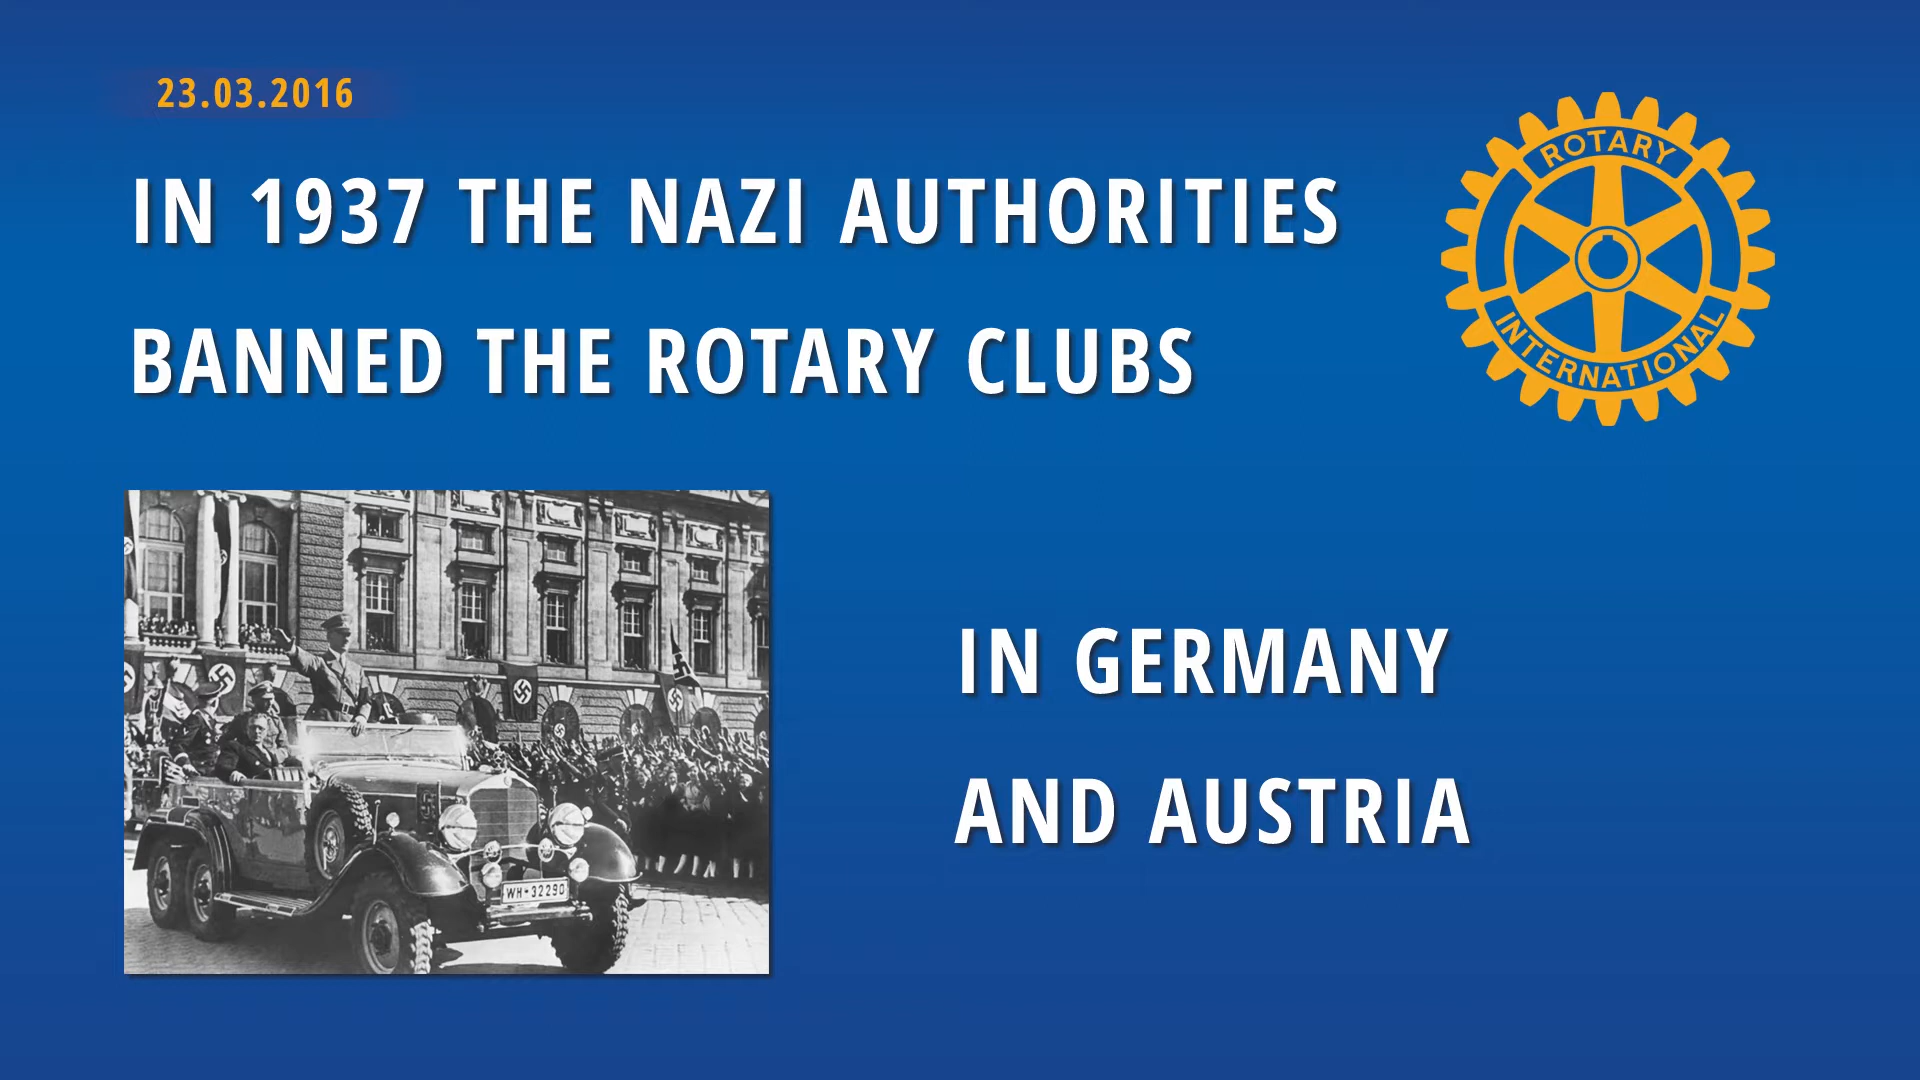 23.03.2016
IN 1937 THE NAZI AUTHORITIES
BANNED THE ROTARY CLUBS
ROTARY
INTERNATIONAL
IN GERMANY
AND AUSTRIA
WH-32290